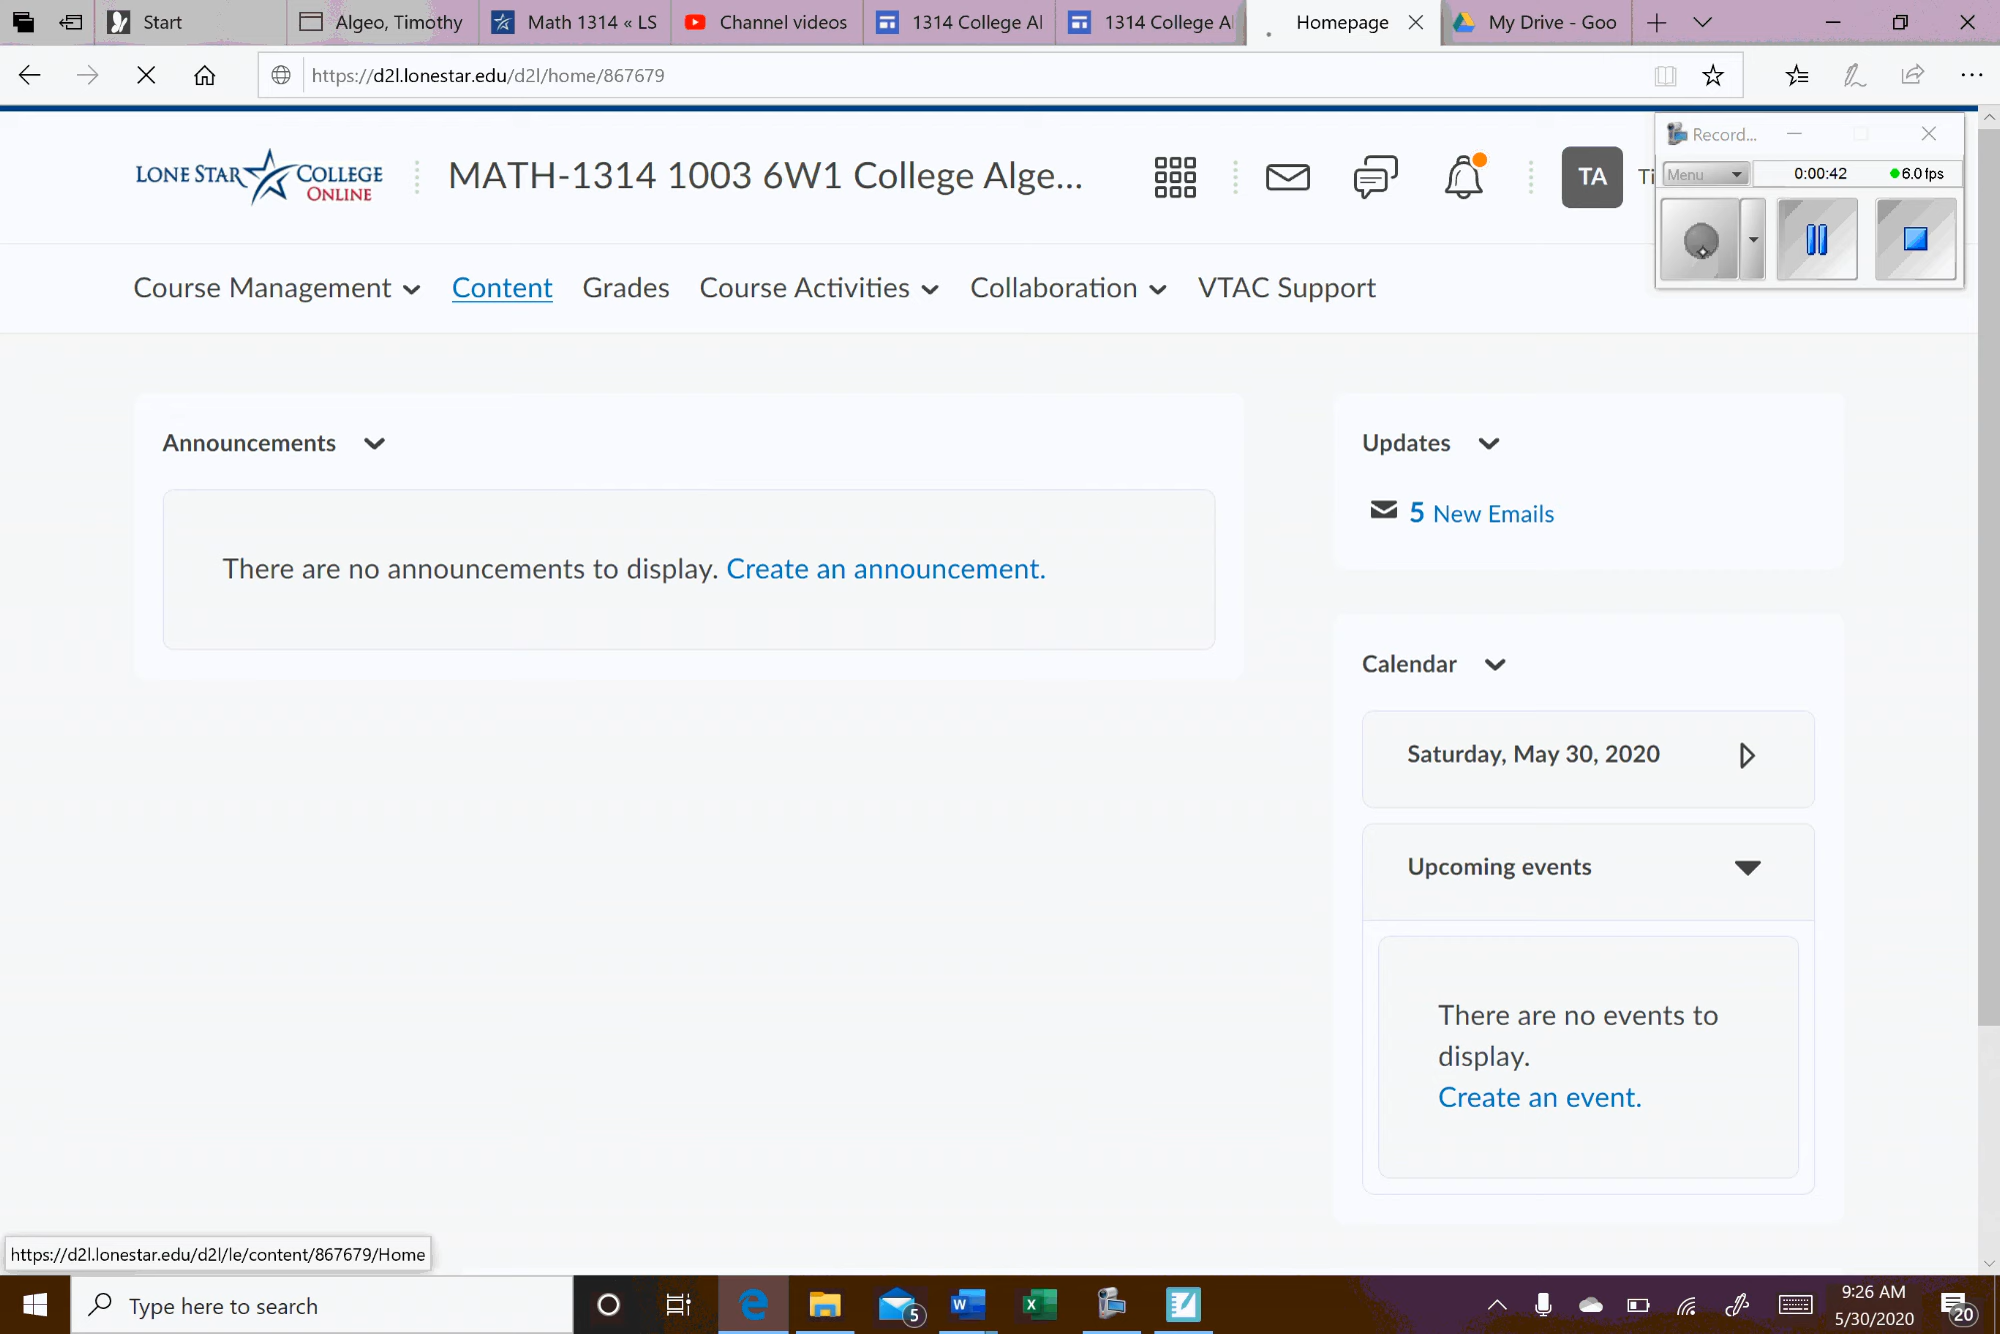 Start
Algeo, Timothy
Math 1314 « LS
Channel videos
1314 College Al
1314 College Al
Homepage
My Drive - Goo
https://d2l.lonestar.edu/d2l/home/867679
Record...
Menu
0:00:42
6.0 fps
LONE STAR COLLEGE
ONLINE
MATH-1314 1003 6W1 College Alge...
TA
Ti
Course Management
Content
Grades
Course Activities
Collaboration
VTAC Support
Announcements
There are no announcements to display. Create an announcement.
Updates
5 New Emails
Calendar
Saturday, May 30, 2020
Upcoming events
There are no events to
display.
Create an event.
https://d2l.lonestar.edu/d2l/le/content/867679/Home
Type here to search
5
9:26 AM
5/30/2020
20